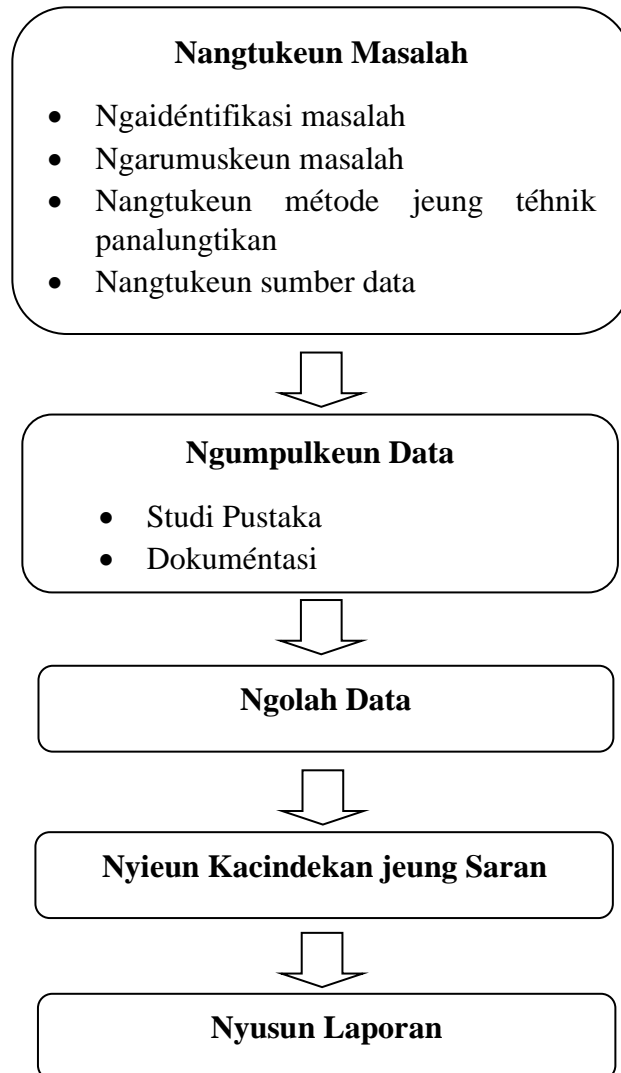 Nangtukeun Masalah
• Ngaidéntifikasi masalah
• Ngarumuskeun masalah
• Nangtukeun métode jeung téhnik
panalungtikan
• Nangtukeun sumber data
Ngumpulkeun Data
• Studi Pustaka
• Dokuméntasi
Ngolah Data
Nyieun Kacindekan jeung Saran
Nyusun Laporan